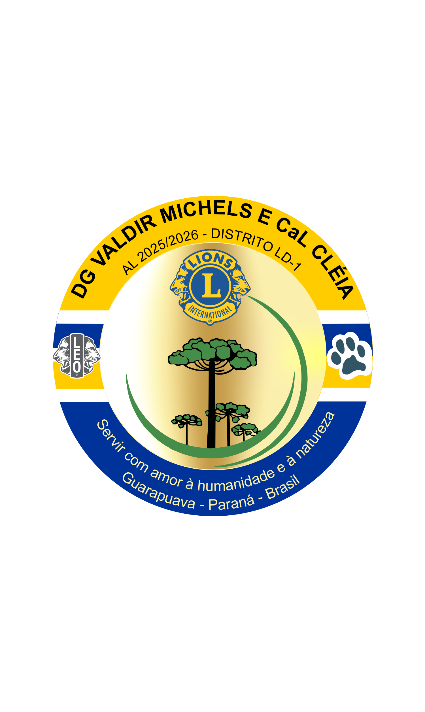 DG VALDIR MICHELS E CaL CLÉIA
AL 2025/2026 - DISTRITO LD-1
LIONS
L
INTERNATIONAL
LEO
Servir com amor à humanidade e à natureza
Guarapuava - Paraná - Brasil